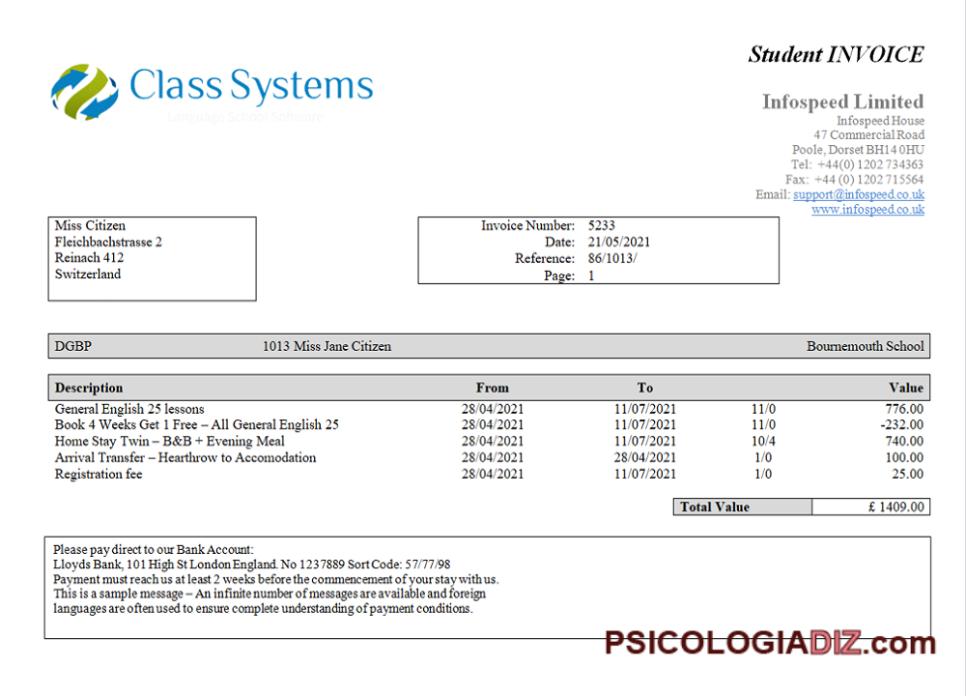 Student INVOICE
Class Systems
Language School Software
Infospeed Limited
Infospeed House
47 Commercial Road
Poole, Dorset BH14 0HU
Tel: +44(0) 1202 734363
Fax: +44 (0) 1202 715564
Email: support@infospeed.co.uk
www.infospeed.co.uk
Miss Citizen
Fleichbachstrasse 2
Reinach 412
Switzerland
Invoice Number: 5233
Date: 21/05/2021
Reference: 86/1013/
Page: 1
DGBP 1013 Miss Jane Citizen Bournemouth School
Description From To Value
General English 25 lessons 28/04/2021 11/07/2021 11/0 776.00
Book 4 Weeks Get 1 Free – All General English 25 28/04/2021 11/07/2021 11/0 -232.00
Home Stay Twin – B&B + Evening Meal 28/04/2021 11/07/2021 10/4 740.00
Arrival Transfer – Hearthrow to Accomodation 28/04/2021 28/04/2021 1/0 100.00
Registration fee 28/04/2021 11/07/2021 1/0 25.00
Total Value £ 1409.00
Please pay direct to our Bank Account:
Lloyds Bank, 101 High St London England. No 1237889 Sort Code: 57/77/98
Payment must reach us at least 2 weeks before the commencement of your stay with us.
This is a sample message – An infinite number of messages are available and foreign
languages are often used to ensure complete understanding of payment conditions.
PSICOLOGIADIZ.com